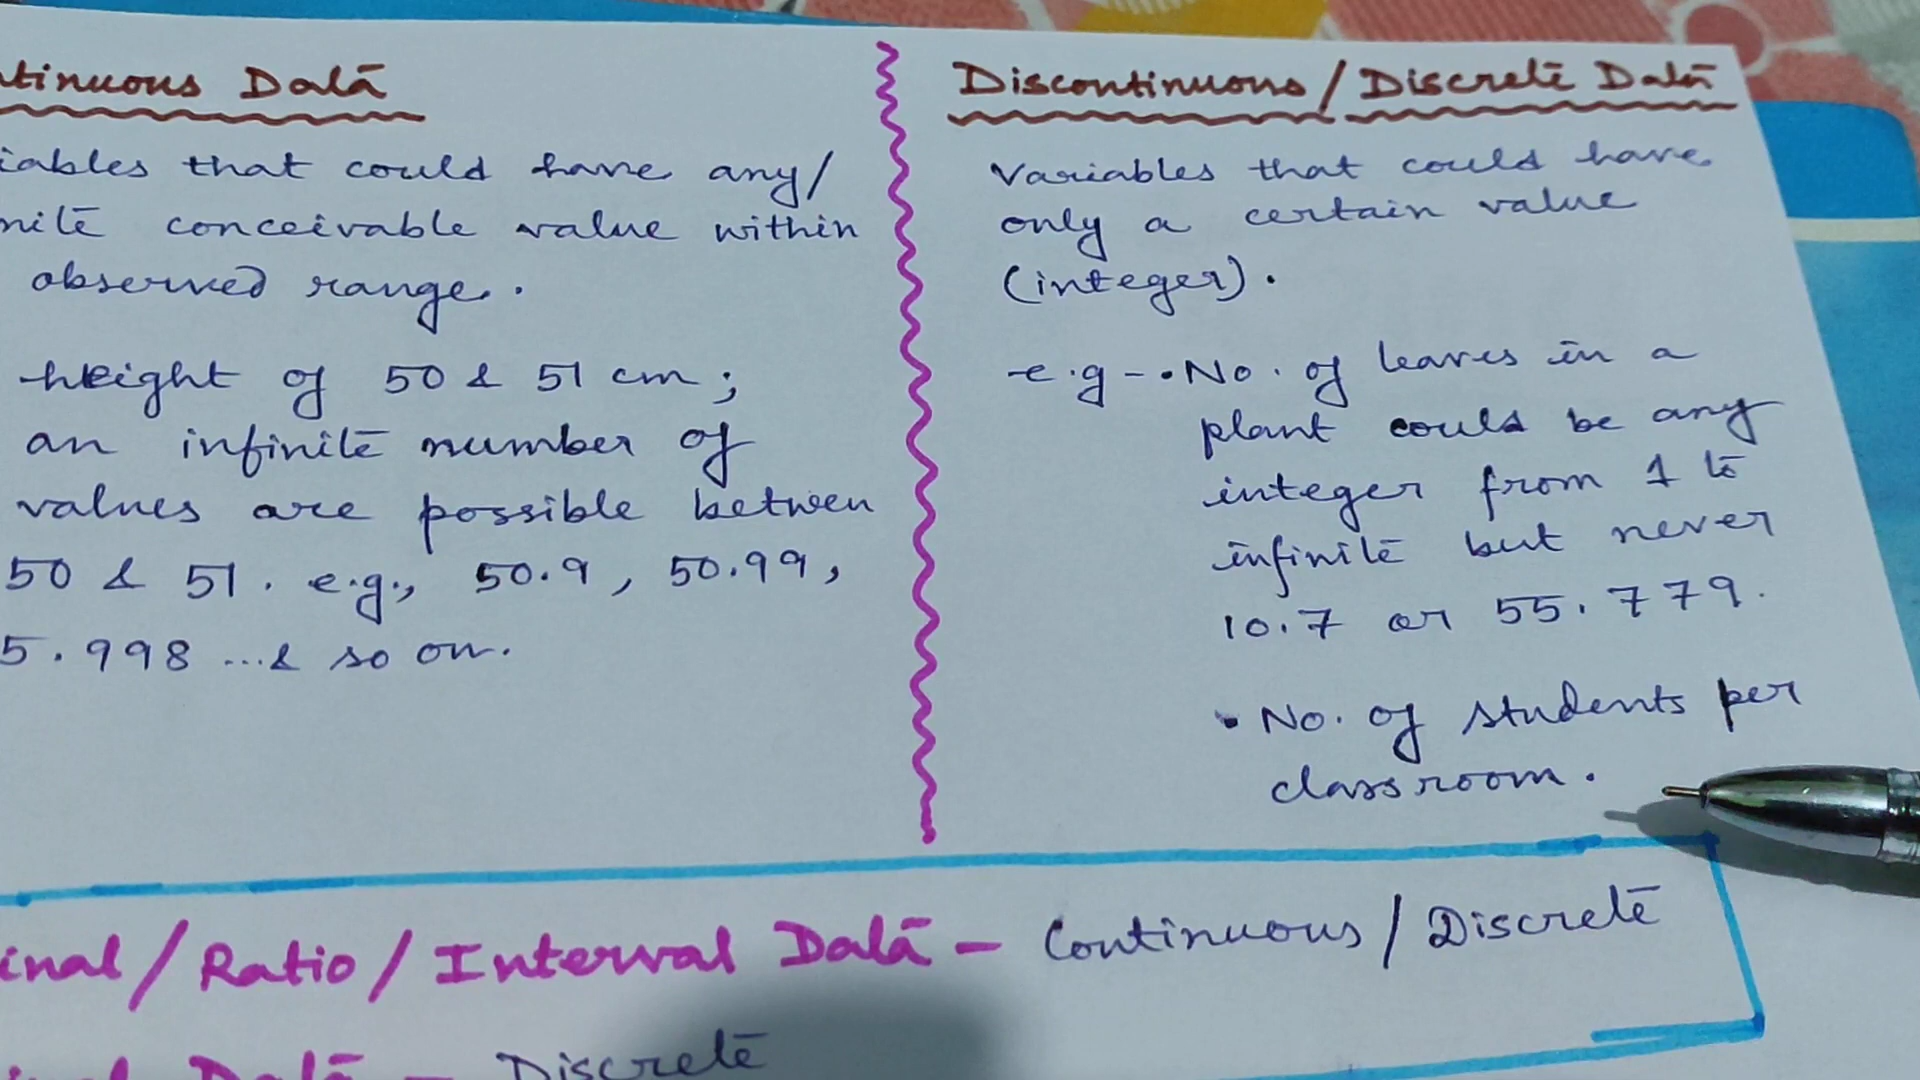 tinuous Data
iables that could have any/
nite conceivable value within
observed range.
height of 50 & 51 cm;
an infinite number of
values are possible between
50 & 51. e.g., 50.9, 50.99,
5.998 ...& so on.
Discontinuous/Discrete Data
Variables that could have
only a certain value
(integer).
e.g - • No. of leaves in a
plant could be any
integer from 1 to
infinite but never
10.7 or 55.779.
• No. of students per
classroom.
inal/Ratio/Interval Data - Continuous/Discrete
Data - Discrete